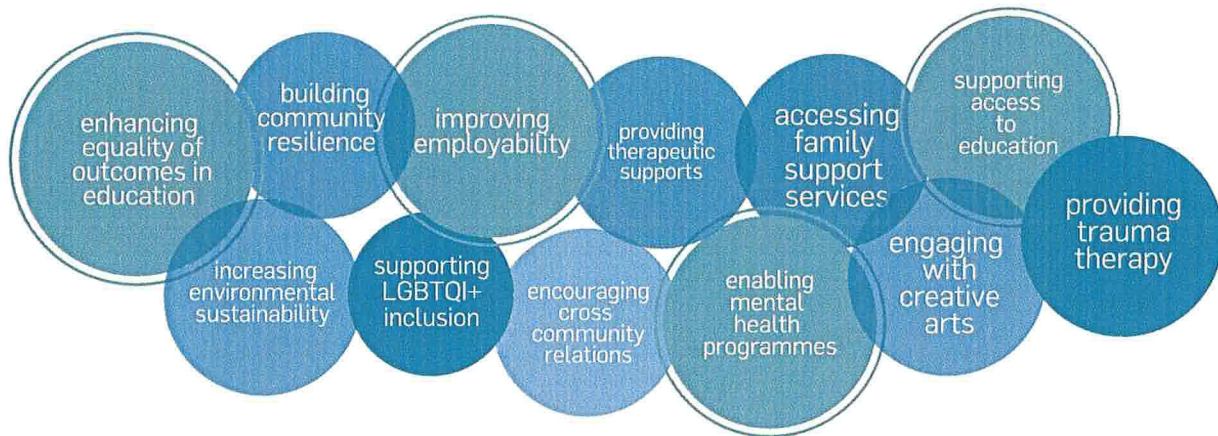 enhancing
equality of
outcomes in
education
building
community
resilience
improving
employability
providing
therapeutic
supports
accessing
family
support
services
supporting
access
to
education
providing
trauma
therapy
increasing
environmental
sustainability
supporting
LGBTQI+
inclusion
encouraging
cross
community
relations
enabling
mental
health
programmes
engaging
with
creative
arts